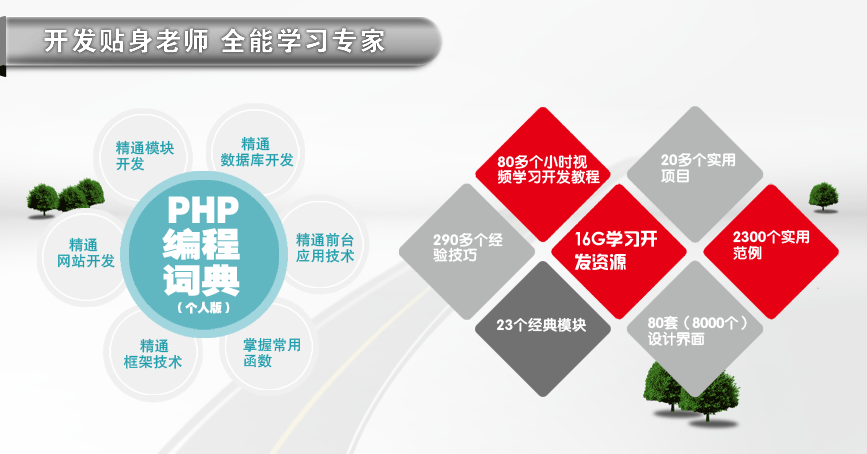 开发贴身老师 全能学习专家
精通模块
开发
精通
数据库开发
精通
网站开发
PHP
编程
词典
(个人版)
精通前台
应用技术
精通
框架技术
掌握常用
函数
80多个小时视
频学习开发教程
20多个实用
项目
290多个经
验技巧
16G学习开
发资源
2300个实用
范例
23个经典模块
80套(8000个)
设计界面